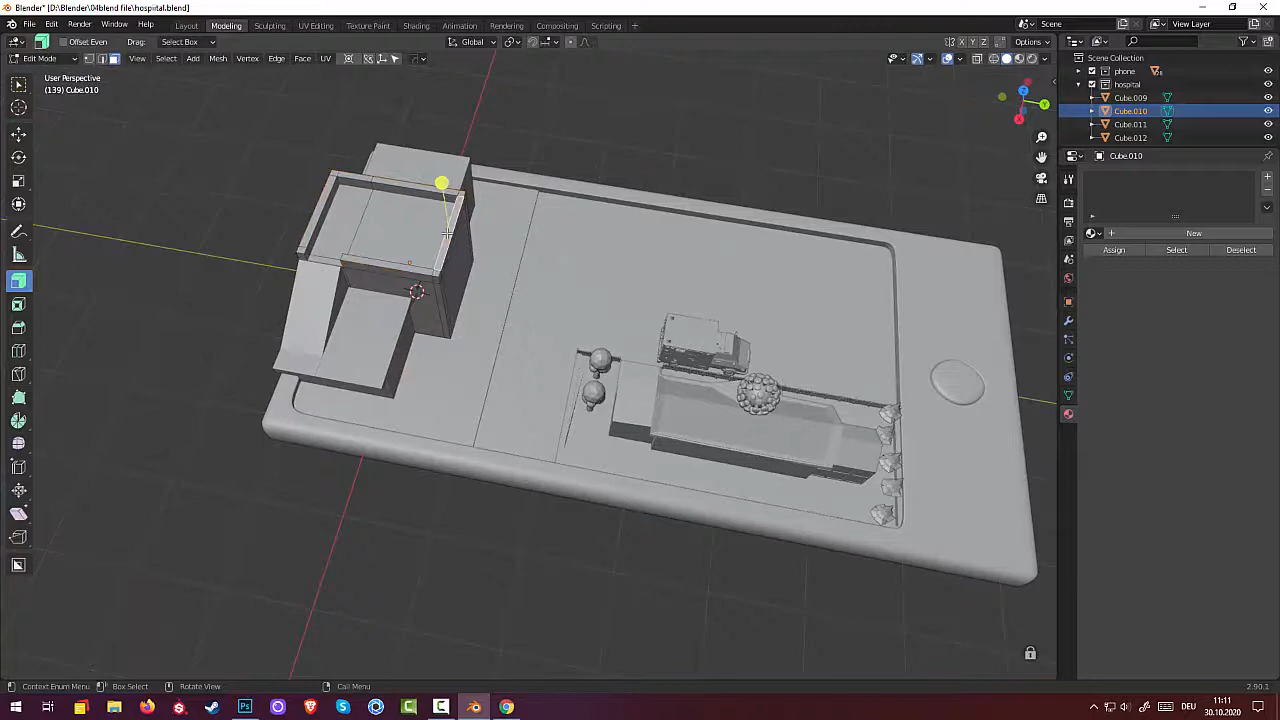 Blender* [D:\Blender\04blend file\hospital.blend]
File Edit Render Window Help Layout Modeling Sculpting UV Editing Texture Paint Shading Animation Rendering Compositing Scripting + Scene View Layer
Offset Even Drag: Select Box Global X Y Z Options
Edit Mode View Select Add Mesh Vertex Edge Face UV
User Perspective
(139) Cube.010
Z
Y
X
Scene Collection
phone
hospital
Cube.009
Cube.010
Cube.011
Cube.012
Cube.010
+ New
Assign Select Deselect
Context Enum Menu Box Select Rotate View Call Menu 2.90.1
DEU 11:11
30.10.2020